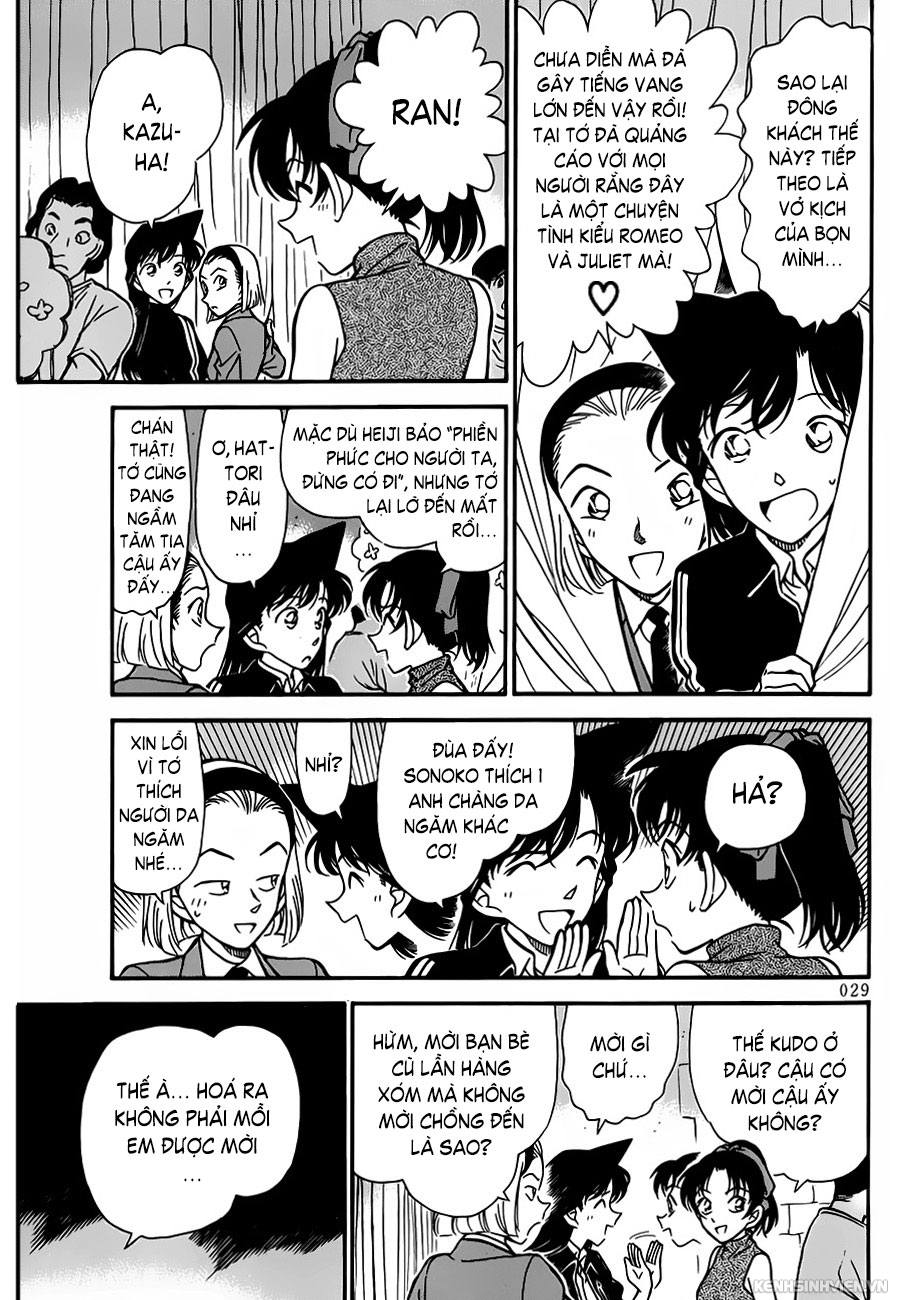 SAO LẠI
ĐÔNG
KHÁCH THẾ
NÀY? TIẾP
THEO LÀ
VỞ KỊCH
CỦA BỌN
MÌNH...
CHƯA DIỄN MÀ ĐÃ
GÂY TIẾNG VANG
LỚN ĐẾN VẬY RỒI!
TẠI TỚ ĐÃ QUẢNG
CÁO VỚI MỌI
NGƯỜI RẰNG ĐÂY
LÀ MỘT CHUYỆN
TÌNH KIỂU ROMEO
VÀ JULIET MÀ!
♡
RAN!
A,
KAZU-
HA!
MẶC DÙ HEIJI BẢO “PHIỀN
PHỨC CHO NGƯỜI TA,
ĐỪNG CÓ ĐI”, NHƯNG TỚ
LẠI LỠ ĐẾN MẤT
RỒI...
Ơ, HAT-
TORI
ĐÂU
NHỈ
...
CHÁN
THẬT!
TỚ CŨNG
ĐANG
NGẦM
TĂM TIA
CẬU ẤY
ĐẤY...
HẢ?
ĐÙA ĐẤY!
SONOKO THÍCH 1
ANH CHÀNG DA
NGĂM KHÁC
CƠ!
NHỈ?
XIN LỖI
VÌ TỚ
THÍCH
NGƯỜI DA
NGĂM
NHÉ...
029
THẾ KUDO Ở
ĐÂU? CẬU CÓ
MỜI CẬU ẤY
KHÔNG?
MỜI GÌ
CHỨ...
HỪM, MỜI BẠN BÈ
CŨ LẪN HÀNG
XÓM MÀ KHÔNG
MỜI CHỒNG ĐẾN
LÀ SAO?
THẾ À... HOÁ RA
KHÔNG PHẢI MỖI
EM ĐƯỢC MỜI
...
KENHSINHVIEN.VN